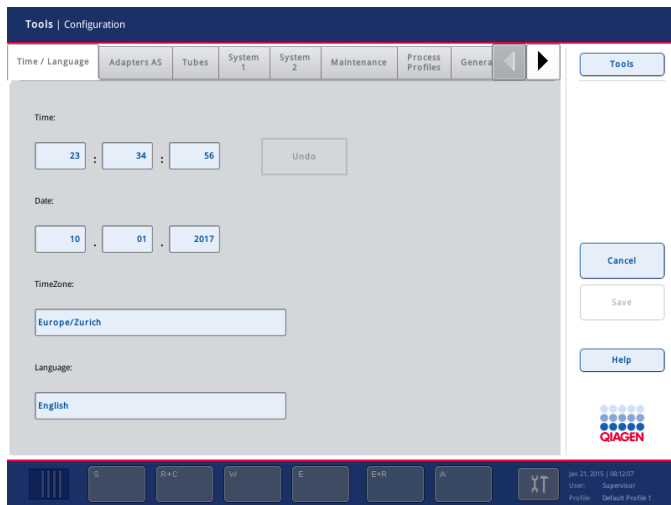 Tools | Configuration
Time / Language
Adapters AS
Tubes
System
1
System
2
Maintenance
Process
Profiles
Genera
Tools
Time:
23 : 34 : 56
Undo
Date:
10 . 01 . 2017
TimeZone:
Europe/Zurich
Language:
English
Cancel
Save
Help
QIAGEN
S
R+C
W
E
E+R
A
Jan 21, 2015 | 08:12:07
User: Supervisor
Profile: Default Profile 1